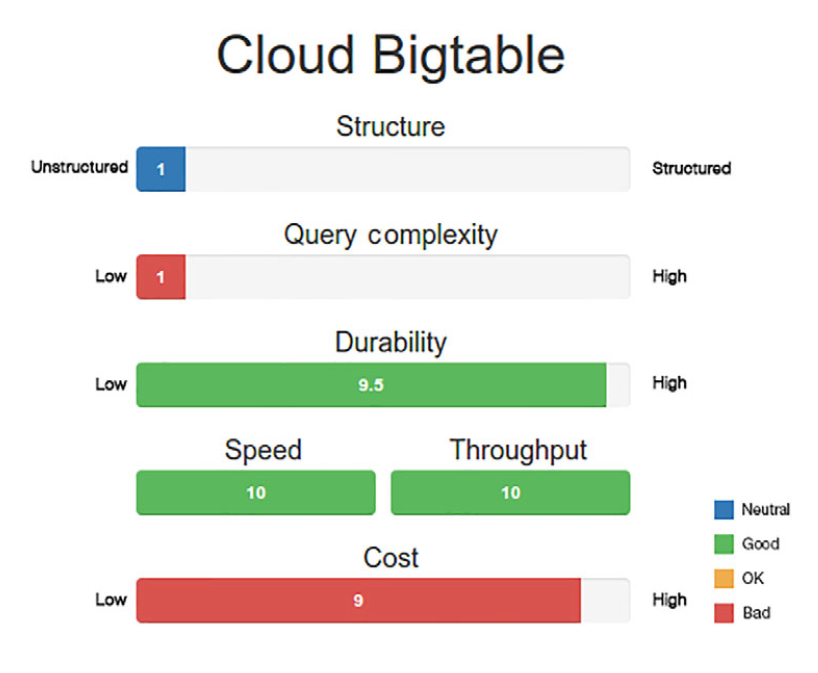 Cloud Bigtable
Structure
Unstructured 1 Structured
Query complexity
Low 1 High
Durability
Low 9.5 High
Speed Throughput
10 10
Cost
Low 9 High
Neutral
Good
OK
Bad